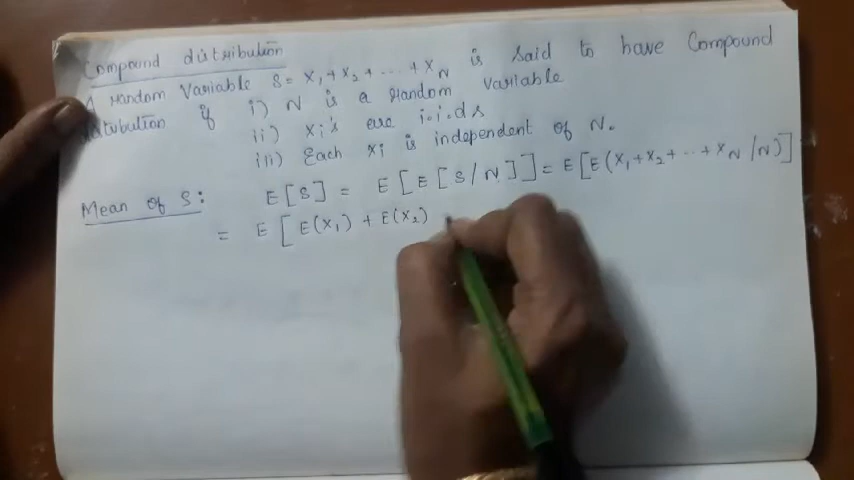 Compound distribution
A random Variable S = X₁ + X₂ + ... + X_N is said to have Compound
distribution if i) N is a random variable
ii) Xi's are i.i.ds
iii) Each Xi is independent of N.
Mean of S: E[S] = E[E[S/N]] = E[E(X₁+X₂+...+X_N/N)]
= E[E(X₁) + E(X₂)